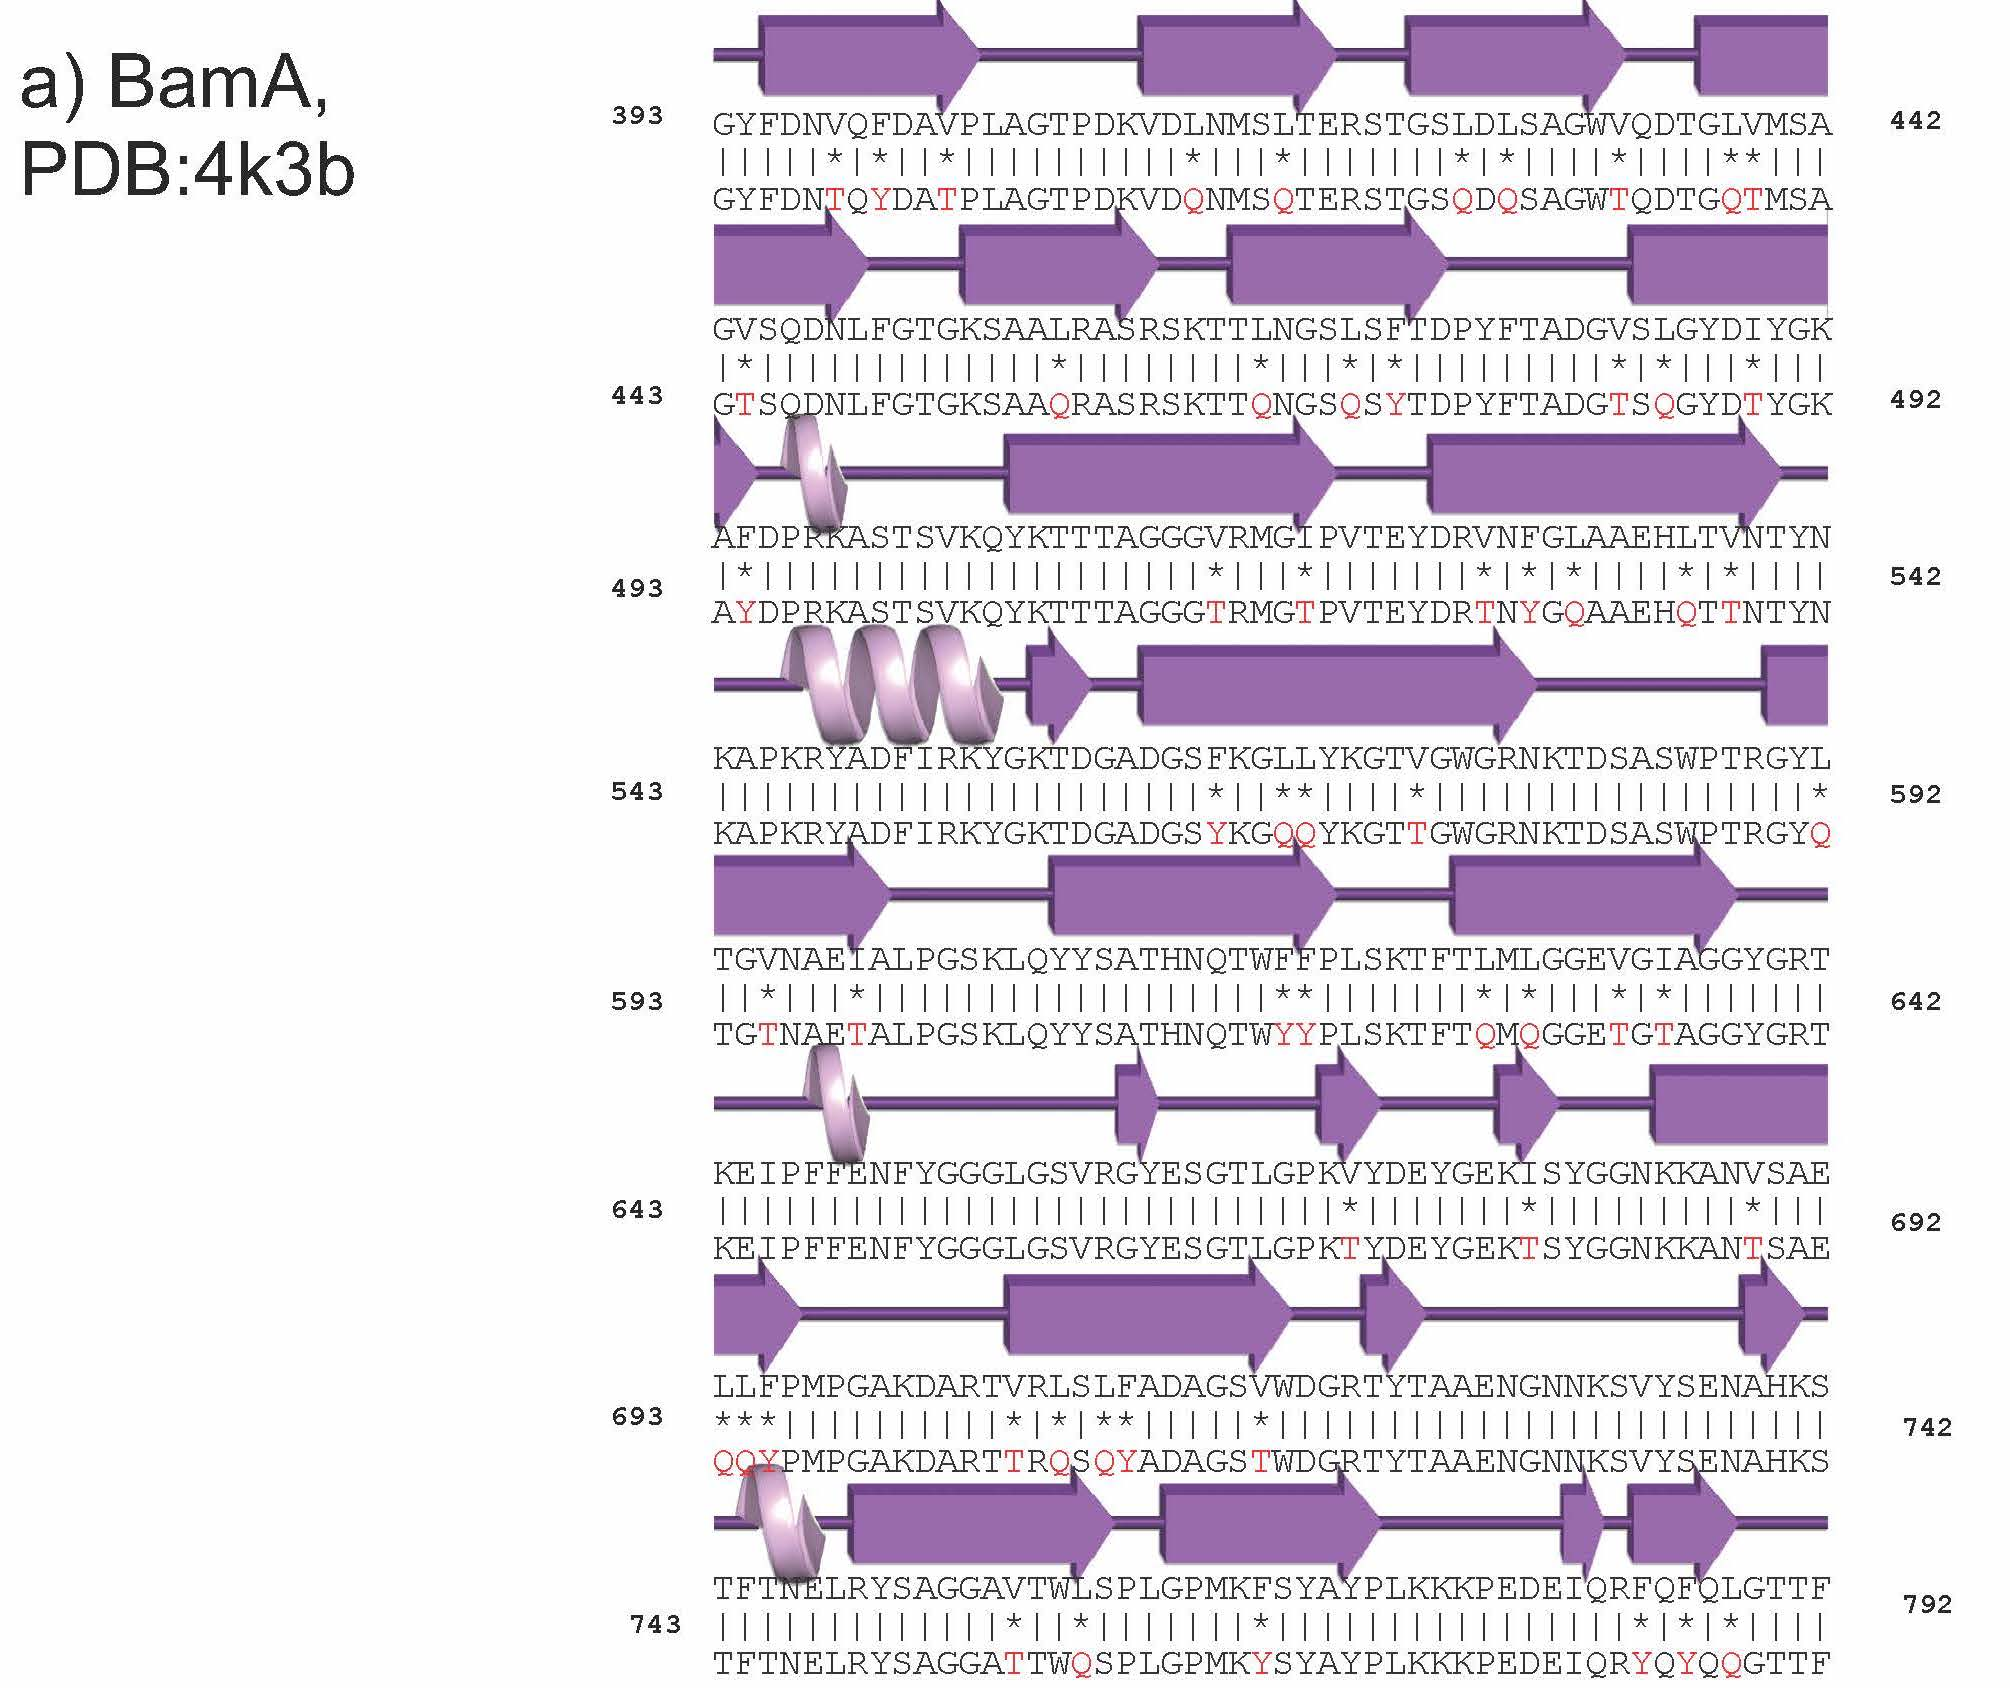 a) BamA,
PDB:4k3b
393 GYFDNVQFDAVPLAGTPDKVDLNMSLTERSTGSLDLSAGWVQDTGLVMSA 442
|||||*|*||*||||||||||*|||*|||||||*|*||||*||||**|||
GYFDNTQYDATPLAGTPDKVDQNMSQTERSTGSQDQSAGWTQDTGQTMSA
GVSQDNLFGTGKSAALRASRSKTTLNGSLSFTDPYFTADGVSLGYDIYGK
|*|||||||||||||*||||||||*|||*|*|||||||||*|*|||*|||
443 GTSQDNLFGTGKSAAQRASRSKTTQNGSQSYTDPYFTADGTSQGYDTYGK 492
AFDPRKASTSVKQYKTTTAGGGVRMGIPVTEYDRVNFGLAAEHLTVNTYN
493 |*||||||||||||||||||||*|||*|||||||*|*|*||||*|*|||| 542
AYDPRKASTSVKQYKTTTAGGGTRMGTPVTEYDRTNYGQAAEHQTTNTYN
KAPKRYADFIRKYGKTDGADGSFKGLLYKGTVGWGRNKTDSASWPTRGYL
543 ||||||||||||||||||||||*||**||||*|||||||||||||||||* 592
KAPKRYADFIRKYGKTDGADGSYKGQQYKGTTGWGRNKTDSASWPTRGYQ
TGVNAEIALPGSKLQYYSATHNQTWFFPLSKTFTLMLGGEVGIAGGYGRT
593 ||*|||*||||||||||||||||||**|||||||*|*|||*|*||||||| 642
TGTNAETALPGSKLQYYSATHNQTWYYPLSKTFTQMQGGETGTAGGYGRT
KEIPFFENFYGGGLGSVRGYESGTLGPKVYDEYGEKISYGGNKKANVSAE
643 ||||||||||||||||||||||||||||*|||||||*|||||||||*||| 692
KEIPFFENFYGGGLGSVRGYESGTLGPKTYDEYGEKTSYGGNKKANTSAE
LLFPMPGAKDARTVRLSLFADAGSVWDGRTYTAAENGNNKSVYSENAHKS
693 ***||||||||||*|*|**|||||*||||||||||||||||||||||||| 742
QQYPMPGAKDARTTRQSQYADAGSTWDGRTYTAAENGNNKSVYSENAHKS
TFTNELRYSAGGAVTWLSPLGPMKFSYAYPLKKKPEDEIQRFQFQLGTTF
743 |||||||||||||*||*|||||||*||||||||||||||||*|*|*|||| 792
TFTNELRYSAGGATTWQSPLGPMKYSYAYPLKKKPEDEIQRYQYQQGTTF